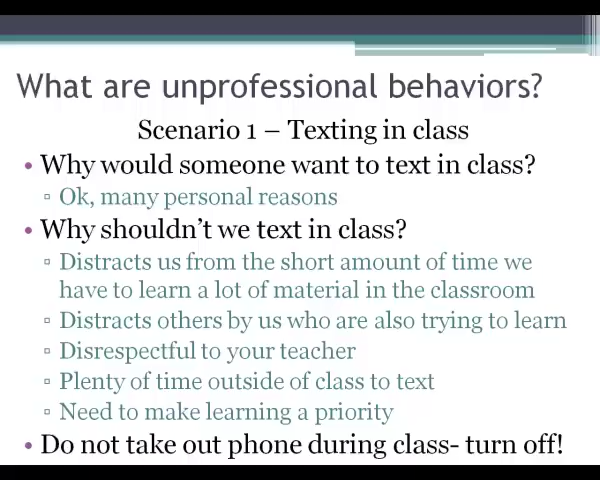 What are unprofessional behaviors?
Scenario 1 – Texting in class
• Why would someone want to text in class?
▫ Ok, many personal reasons
• Why shouldn't we text in class?
▫ Distracts us from the short amount of time we
have to learn a lot of material in the classroom
▫ Distracts others by us who are also trying to learn
▫ Disrespectful to your teacher
▫ Plenty of time outside of class to text
▫ Need to make learning a priority
• Do not take out phone during class- turn off!